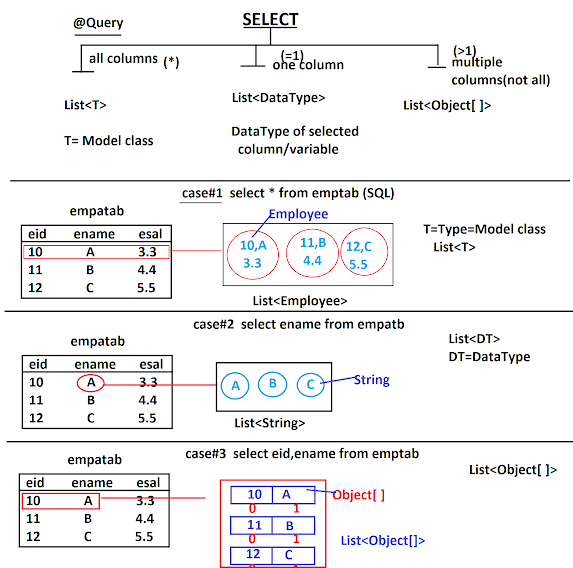 @Query
SELECT
all columns (*)
(=1)
one column
(>1)
multiple
columns(not all)
List<T>
List<DataType>
List<Object[ ]>
T= Model class
DataType of selected
column/variable
case#1 select * from emptab (SQL)
empatab
Employee
eid ename esal
10 A 3.3
11 B 4.4
12 C 5.5
10,A
3.3
11,B
4.4
12,C
5.5
List<Employee>
T=Type=Model class
List<T>
case#2 select ename from empatb
empatab
eid ename esal
10 A 3.3
11 B 4.4
12 C 5.5
A B C
String
List<String>
List<DT>
DT=DataType
case#3 select eid,ename from emptab
empatab
eid ename esal
10 A 3.3
11 B 4.4
12 C 5.5
10 A
0 1
11 B
0 1
12 C
Object[ ]
List<Object[]>
List<Object[ ]>